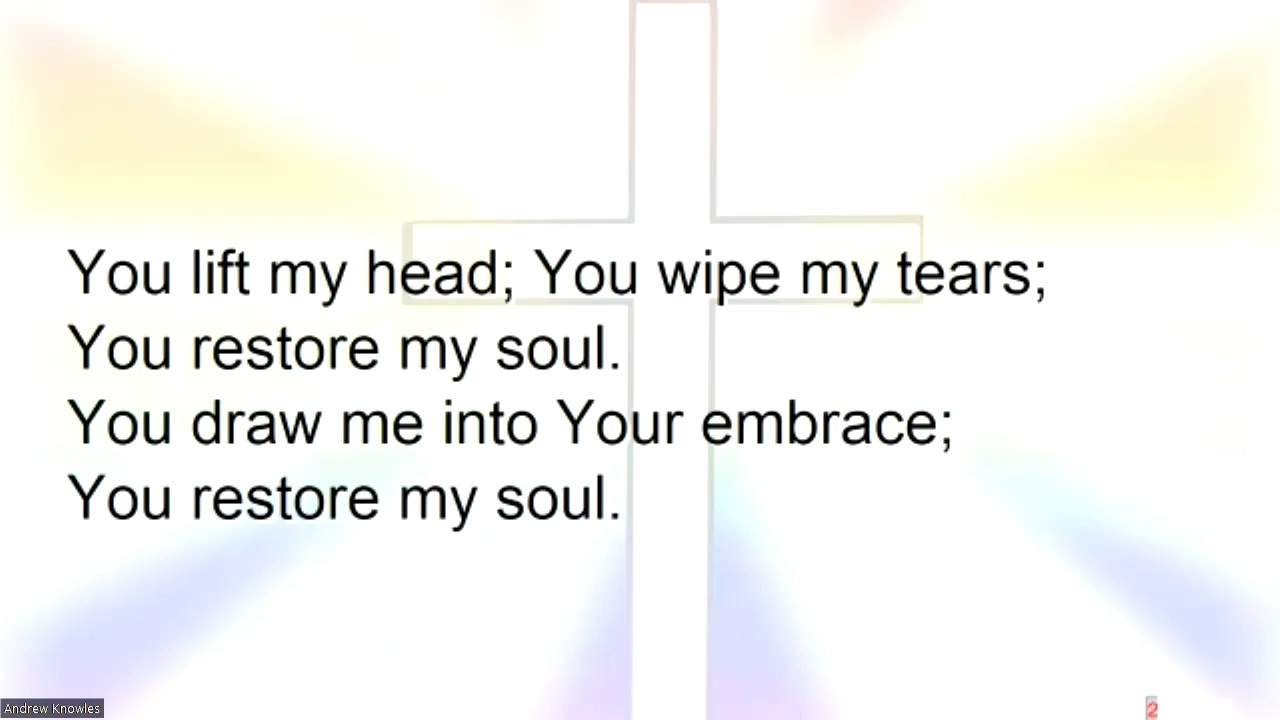 You lift my head; You wipe my tears;
You restore my soul.
You draw me into Your embrace;
You restore my soul.
Andrew Knowles
2